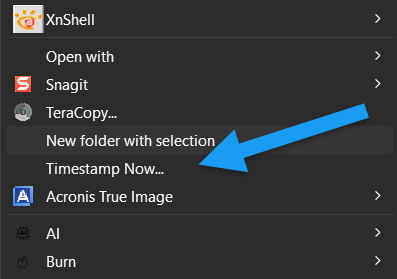 XnShell
Open with
Snagit
TeraCopy...
New folder with selection
Timestamp Now...
Acronis True Image
AI
Burn